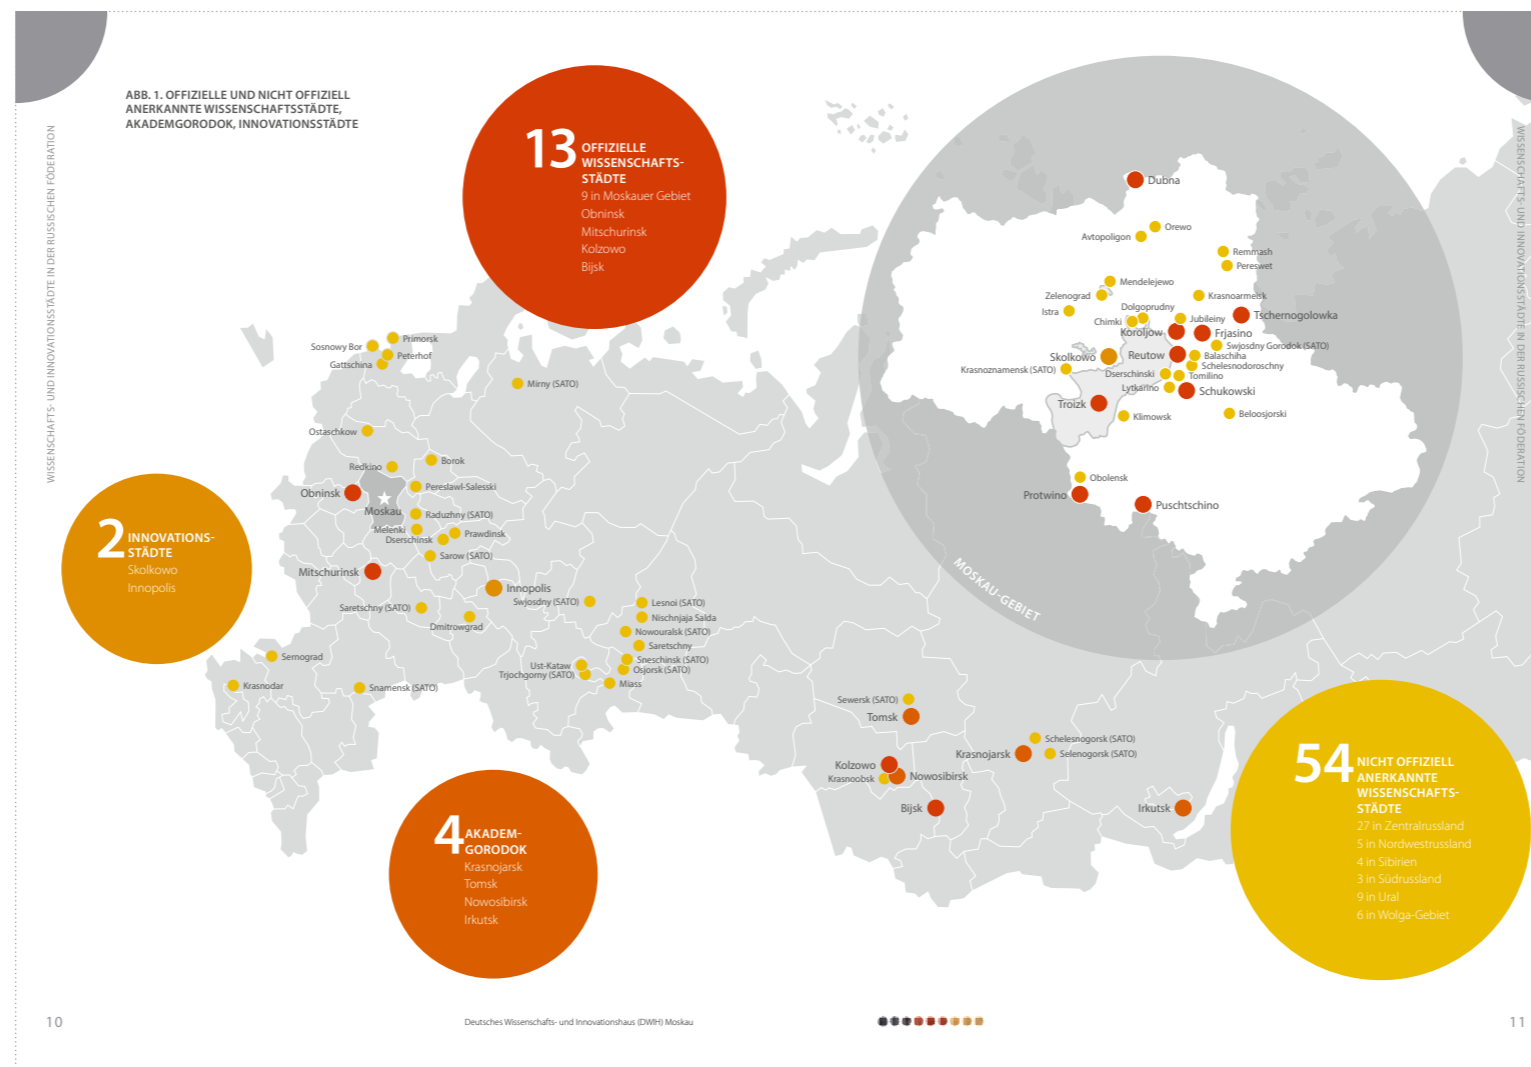 ABB. 1. OFFIZIELLE UND NICHT OFFIZIELL
ANERKANNTE WISSENSCHAFTSSTÄDTE,
AKADEMGORODOK, INNOVATIONSSTÄDTE
WISSENSCHAFTS- UND INNOVATIONSSTÄDTE IN DER RUSSISCHEN FÖDERATION
13 OFFIZIELLE
WISSENSCHAFTS-
STÄDTE
9 in Moskauer Gebiet
Obninsk
Mitschurinsk
Kolzowo
Bijsk
2 INNOVATIONS-
STÄDTE
Skolkowo
Innopolis
4 AKADEM-
GORODOK
Krasnojarsk
Tomsk
Nowosibirsk
Irkutsk
54 NICHT OFFIZIELL
ANERKANNTE
WISSENSCHAFTS-
STÄDTE
27 in Zentralrussland
5 in Nordwestrussland
4 in Sibirien
3 in Südrussland
9 in Ural
6 in Wolga-Gebiet
Primorsk
Sosnowy Bor
Peterhof
Gattschina
Mirny (SATO)
Ostaschkow
Borok
Redkino
Pereslawl-Salesski
Obninsk
Moskau
Raduzhny (SATO)
Melenki
Prawdinsk
Dserschinsk
Sarow (SATO)
Mitschurinsk
Innopolis
Swjosdny (SATO)
Lesnoi (SATO)
Saretschny (SATO)
Nischnjaja Salda
Dmitrowgrad
Nowouralsk (SATO)
Saretschny
Sernograd
Sneschinsk (SATO)
Ust-Kataw
Osjorsk (SATO)
Trjochgorny (SATO)
Miass
Krasnodar
Snamensk (SATO)
Sewersk (SATO)
Tomsk
Schelesnogorsk (SATO)
Krasnojarsk
Selenogorsk (SATO)
Kolzowo
Krasnoobsk
Nowosibirsk
Bijsk
Irkutsk
Dubna
Orewo
Avtopoligon
Remmash
Pereswet
Mendelejewo
Zelenograd
Krasnoarmeisk
Istra
Dolgoprudny
Chimki
Jubileiny
Tschernogolowka
Koroljow
Frjasino
Swjosdny Gorodok (SATO)
Skolkowo
Reutow
Balaschiha
Schelesnodoroschny
Krasnoznamensk (SATO)
Dserschinski
Tomilino
Lytkarino
Schukowski
Troizk
Klimowsk
Beloosjorski
Obolensk
Protwino
Puschtschino
MOSKAU-GEBIET
WISSENSCHAFTS- UND INNOVATIONSSTÄDTE IN DER RUSSISCHEN FÖDERATION
10
Deutsches Wissenschafts- und Innovationshaus (DWIH) Moskau
11